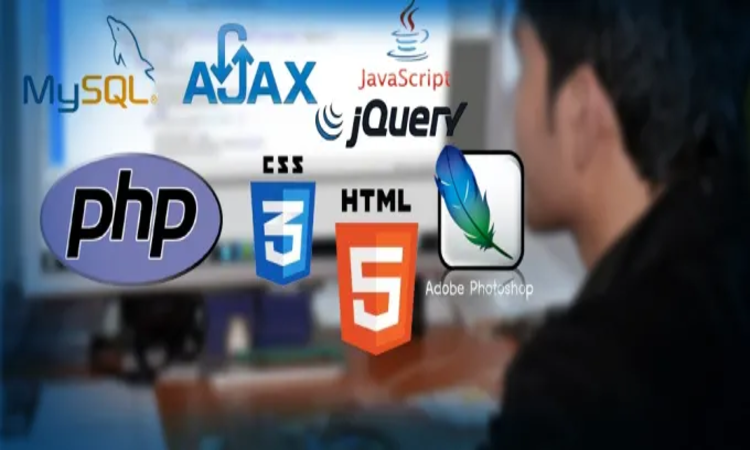 MySQL®
AJAX
JavaScript
jQuery
php
CSS
3
HTML
5
Adobe Photoshop